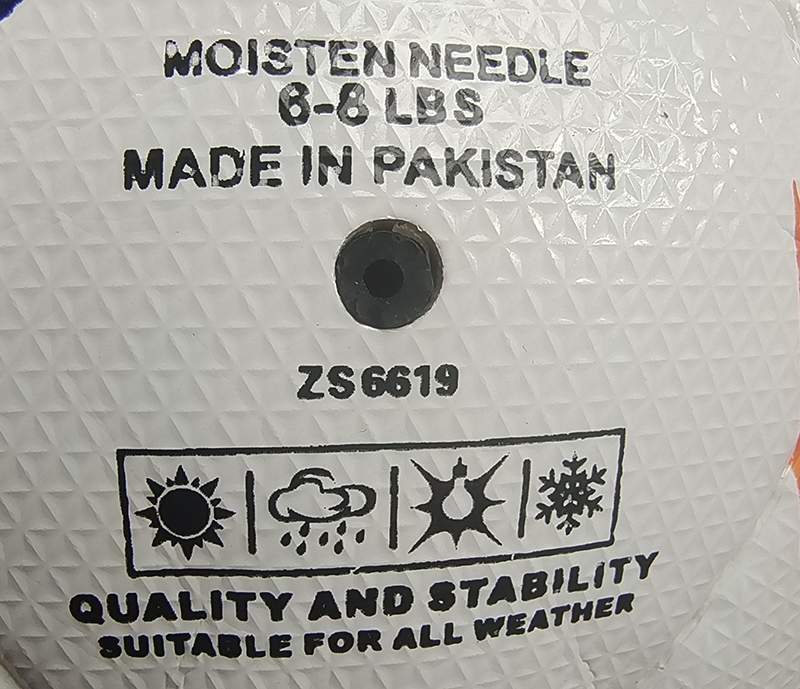 MOISTEN NEEDLE
6-8 LBS
MADE IN PAKISTAN
ZS6619
QUALITY AND STABILITY
SUITABLE FOR ALL WEATHER